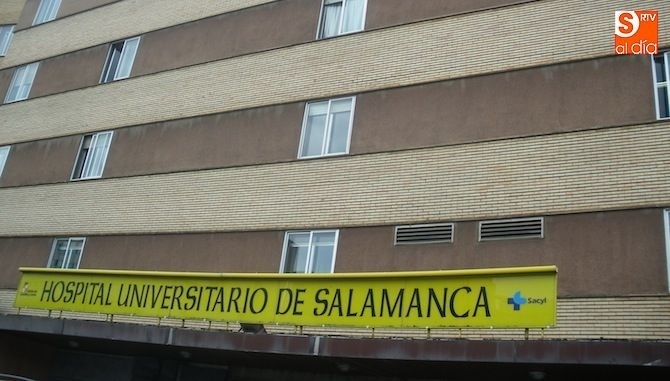 S RTV
al día
HOSPITAL UNIVERSITARIO DE SALAMANCA
Sacyl